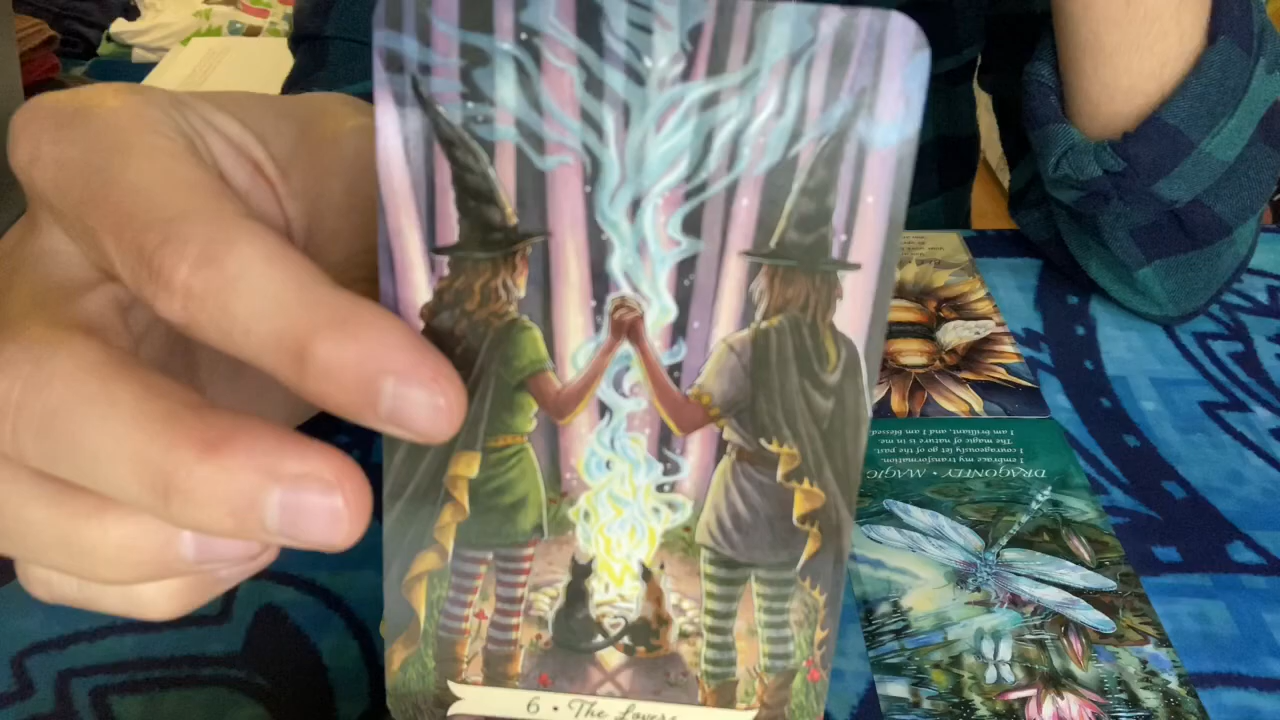 6 • The Lovers
DRAGONFLY • MAGIC
I embrace my transformation.
I courageously let go of the past.
The magic of nature is in me.
I am brilliant, and I am blessed.